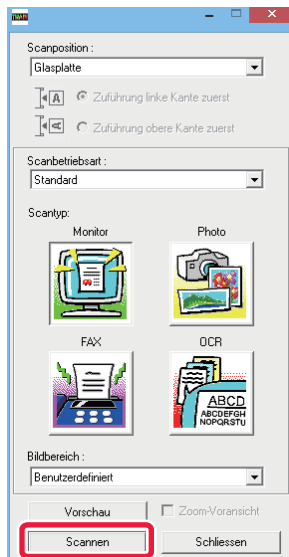 Scanposition :
Glasplatte
A
Zuführung linke Kante zuerst
A
Zuführung obere Kante zuerst
Scanbetriebsart :
Standard
Scantyp:
Monitor Photo
FAX OCR
ABCD
ABCDEFGH
NOPQRSTU
Bildbereich :
Benutzerdefiniert
Vorschau Zoom-Voransicht
Scannen Schliessen